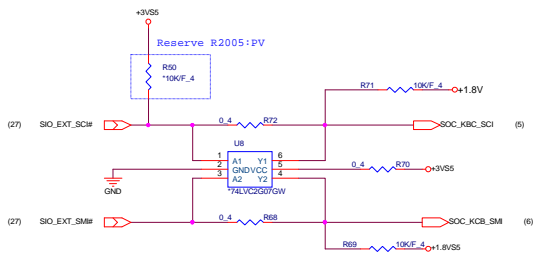 +3VS5
Reserve R2005:PV
R50
*10K/F_4
R71 10K/F_4 +1.8V
(27) SIO_EXT_SCI# 0_4 R72 SOC_KBC_SCI (5)
U8
1 A1 Y1 6
2 GND VCC 5 0_4 R70 +3VS5
3 A2 Y2 4
GND
*74LVC2G07GW
(27) SIO_EXT_SMI# 0_4 R68 SOC_KCB_SMI (6)
R69 10K/F_4 +1.8VS5